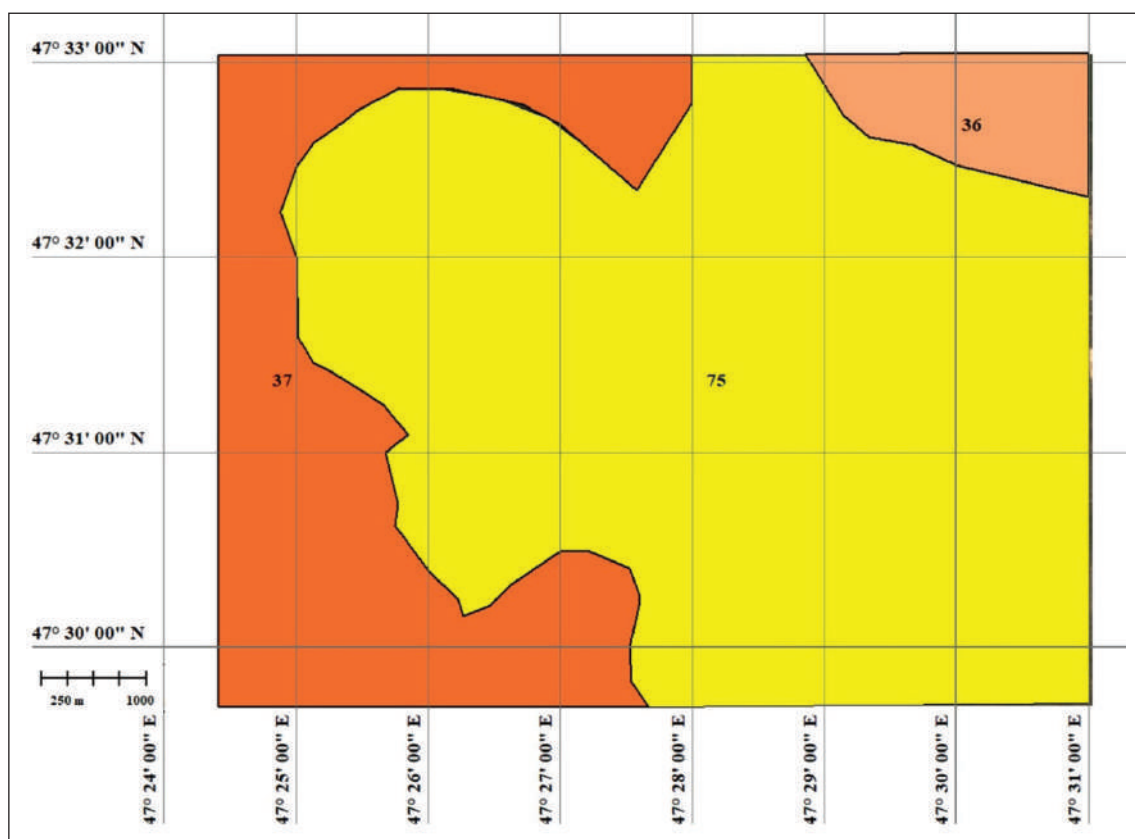 47° 33' 00" N
36
47° 32' 00" N
37
75
47° 31' 00" N
47° 30' 00" N
250 m 1000
47° 24' 00" E
47° 25' 00" E
47° 26' 00" E
47° 27' 00" E
47° 28' 00" E
47° 29' 00" E
47° 30' 00" E
47° 31' 00" E